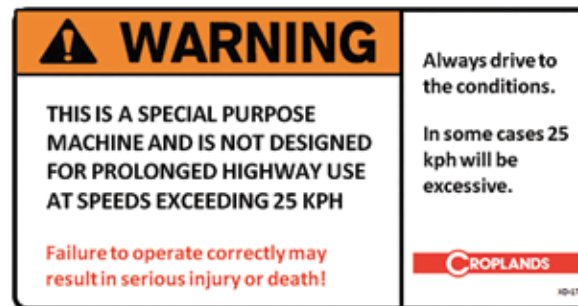 WARNING
THIS IS A SPECIAL PURPOSE
MACHINE AND IS NOT DESIGNED
FOR PROLONGED HIGHWAY USE
AT SPEEDS EXCEEDING 25 KPH
Failure to operate correctly may
result in serious injury or death!
Always drive to
the conditions.
In some cases 25
kph will be
excessive.
CROPLANDS